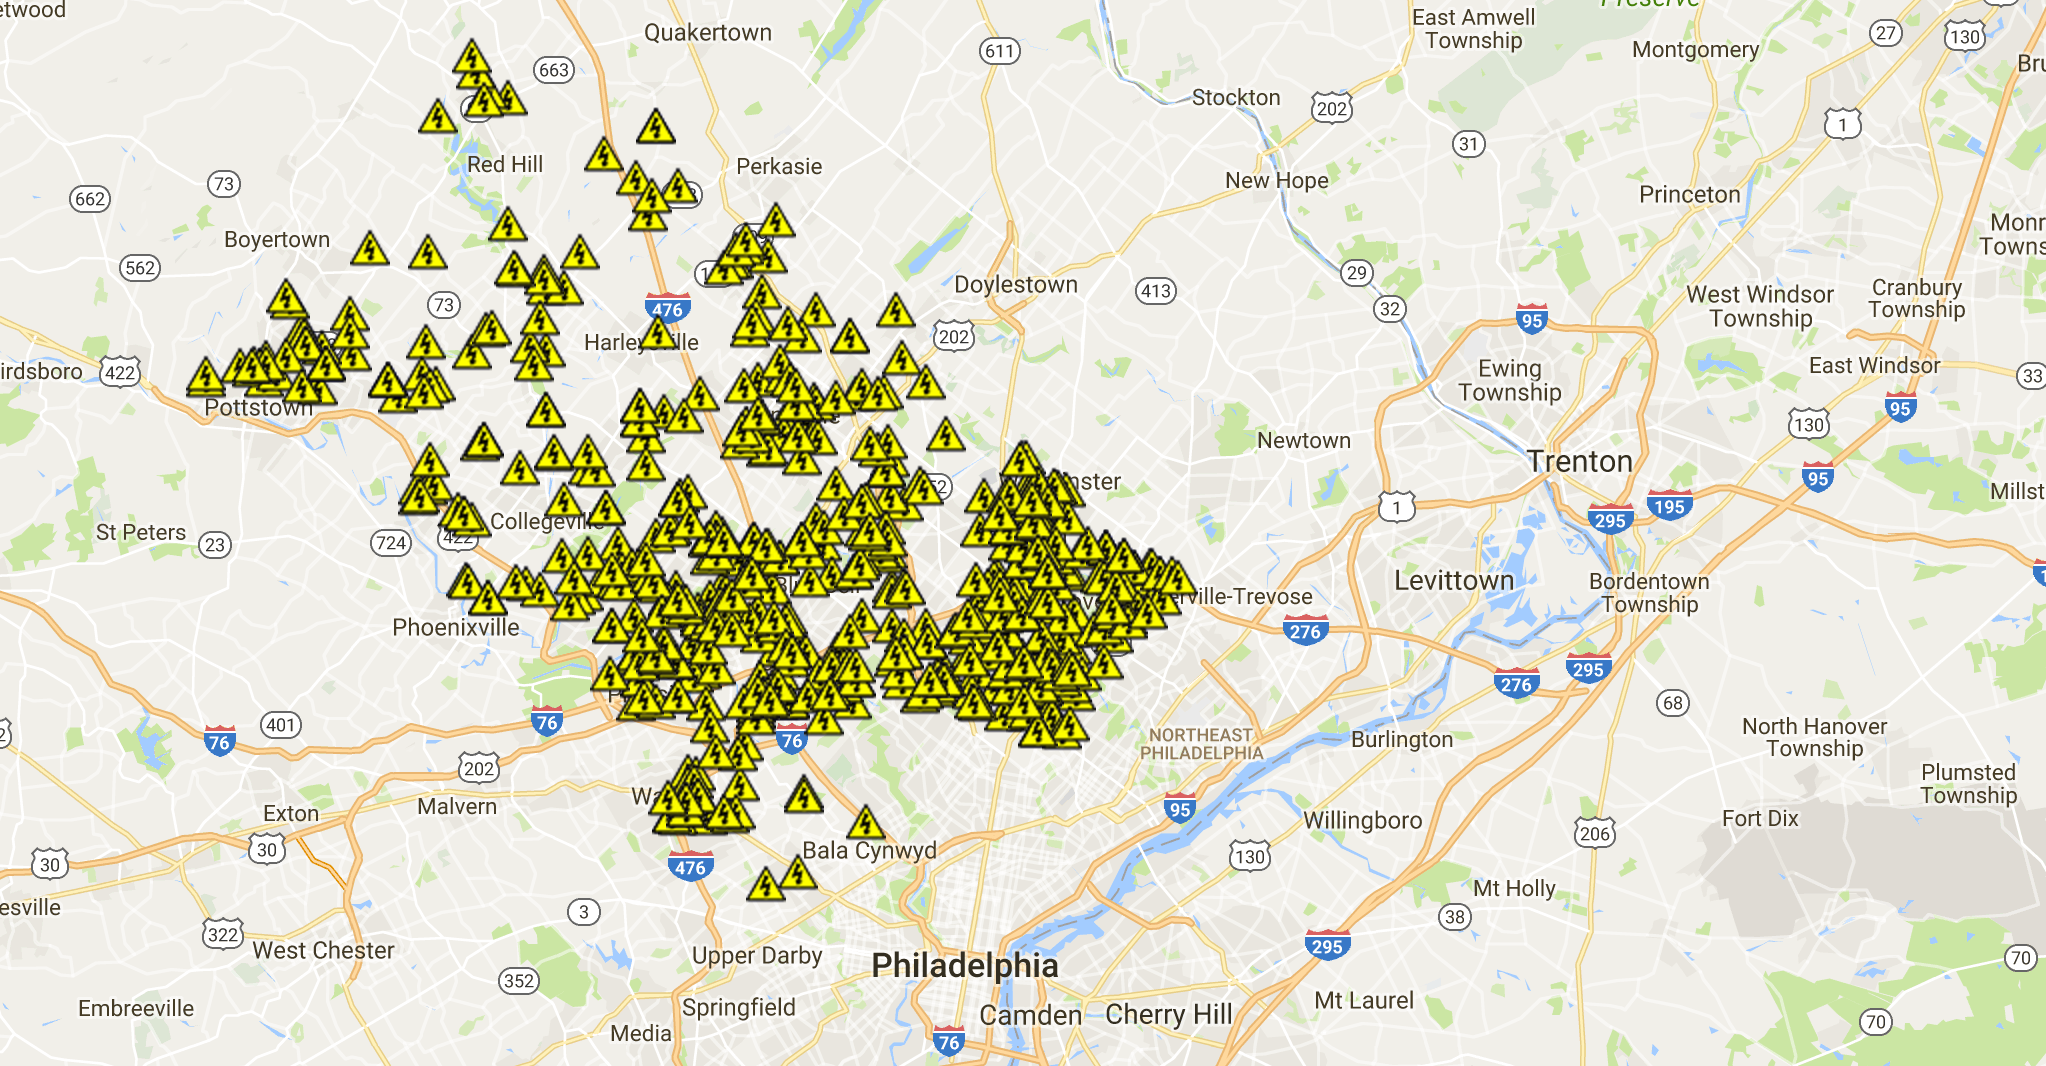 etwood
Quakertown
East Amwell
Township
Preserve
Montgomery
27
130
Bru
663
611
Stockton
202
1
31
Red Hill
Perkasie
New Hope
Princeton
73
662
Boyertown
562
73
476
Doylestown
413
29
32
95
West Windsor
Township
Cranbury
Township
Monr
Towns
Harleysville
202
Ewing
Township
East Windsor
33
irdsboro
422
Pottstown
95
130
Newtown
Trenton
95
Millst
St Peters
23
724
Collegeville
422
1
295
195
Levittown
Bordentown
Township
erville-Trevose
Phoenixville
276
276
295
68
76
401
76
202
76
NORTHEAST
PHILADELPHIA
Burlington
North Hanover
Township
Plumsted
Township
Exton
Malvern
95
Willingboro
206
Fort Dix
30
30
476
Bala Cynwyd
130
Mt Holly
esville
322
West Chester
3
352
Upper Darby
Philadelphia
295
38
70
Embreeville
Springfield
Media
Camden
Cherry Hill
Mt Laurel
76
70